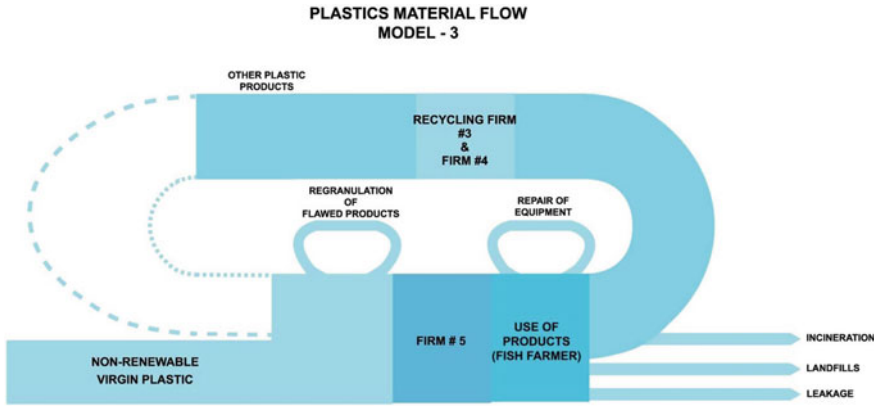 PLASTICS MATERIAL FLOW
MODEL - 3
OTHER PLASTIC
PRODUCTS
RECYCLING FIRM
#3
&
FIRM #4
REGRANULATION
OF
FLAWED PRODUCTS
REPAIR OF
EQUIPMENT
NON-RENEWABLE
VIRGIN PLASTIC
FIRM # 5
USE OF
PRODUCTS
(FISH FARMER)
INCINERATION
LANDFILLS
LEAKAGE